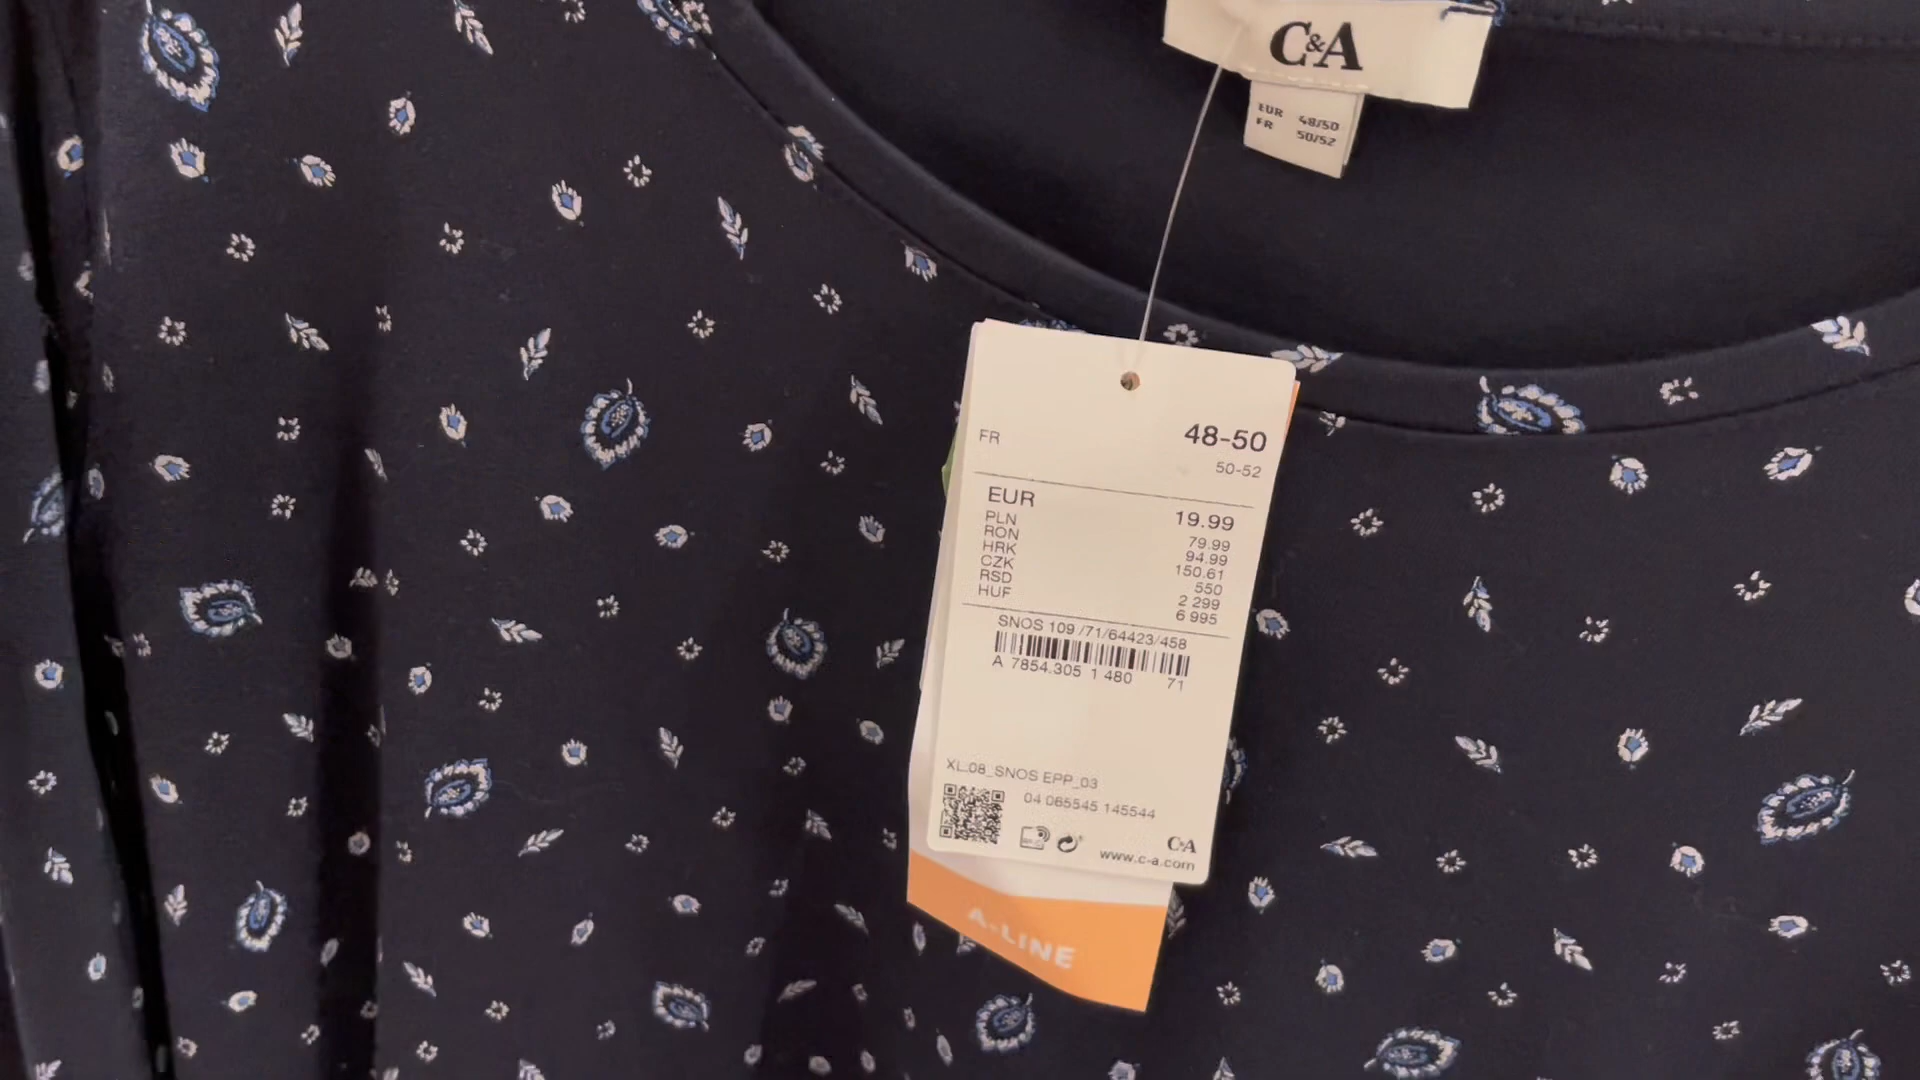 C&A
EUR 48/50
FR 50/52
48-50
FR 50-52
EUR 19.99
PLN 79.99
RON 94.99
HRK 150.61
CZK 550
RSD 2 299
HUF 6 995
SNOS 109 /71/64423/458
A 7854.305 1 480 71
XL.08_SNOS EPP_03
04 065545 145544
C&A
www.c-a.com
A-LINE